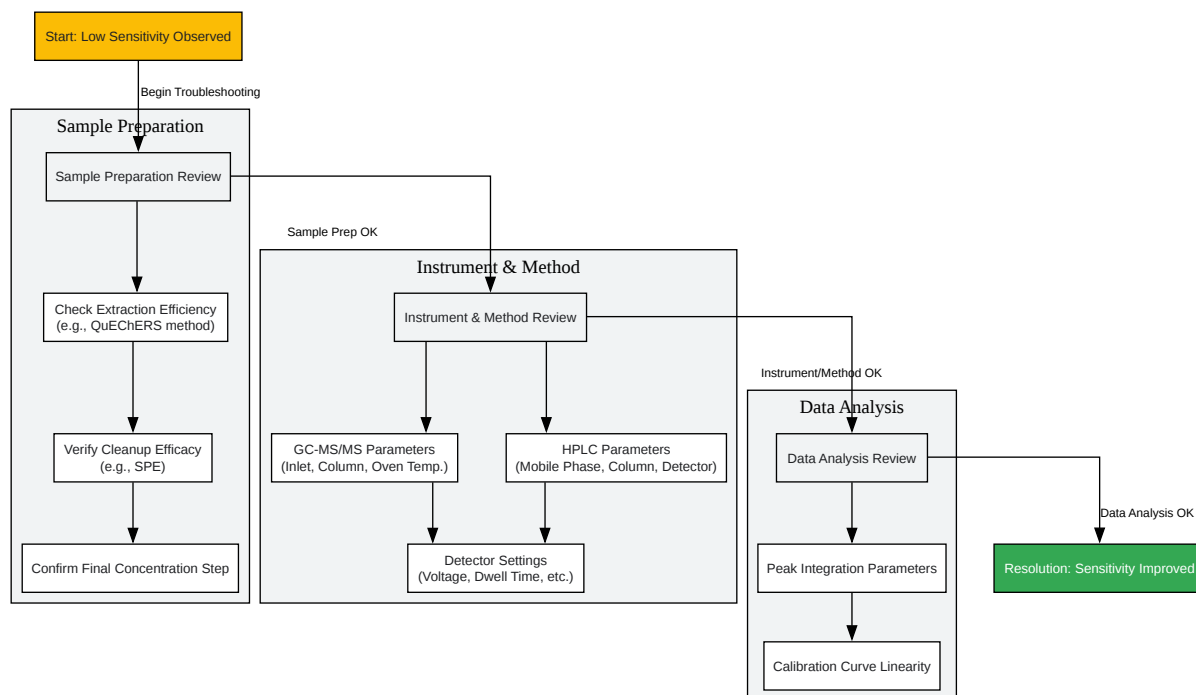 Start: Low Sensitivity Observed
Begin Troubleshooting
Sample Preparation
Sample Preparation Review
Sample Prep OK
Check Extraction Efficiency
(e.g., QuEChERS method)
Verify Cleanup Efficacy
(e.g., SPE)
Confirm Final Concentration Step
Instrument & Method
Instrument & Method Review
Instrument/Method OK
GC-MS/MS Parameters
(Inlet, Column, Oven Temp.)
HPLC Parameters
(Mobile Phase, Column, Detector)
Detector Settings
(Voltage, Dwell Time, etc.)
Data Analysis
Data Analysis Review
Data Analysis OK
Peak Integration Parameters
Calibration Curve Linearity
Resolution: Sensitivity Improved